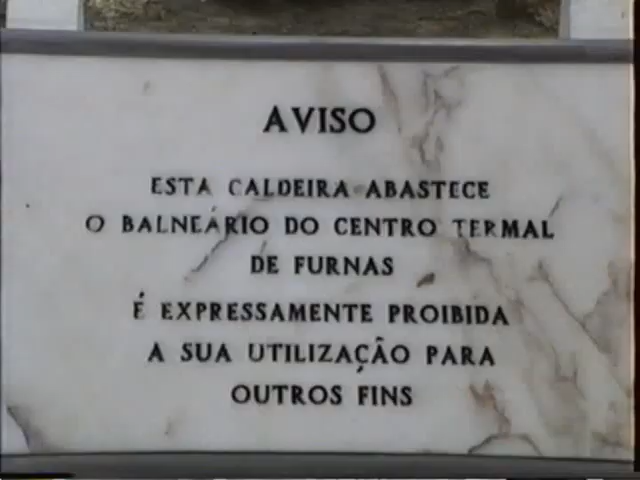 AVISO
ESTA CALDEIRA ABASTECE
O BALNEÁRIO DO CENTRO TERMAL
DE FURNAS
É EXPRESSAMENTE PROIBIDA
A SUA UTILIZAÇÃO PARA
OUTROS FINS